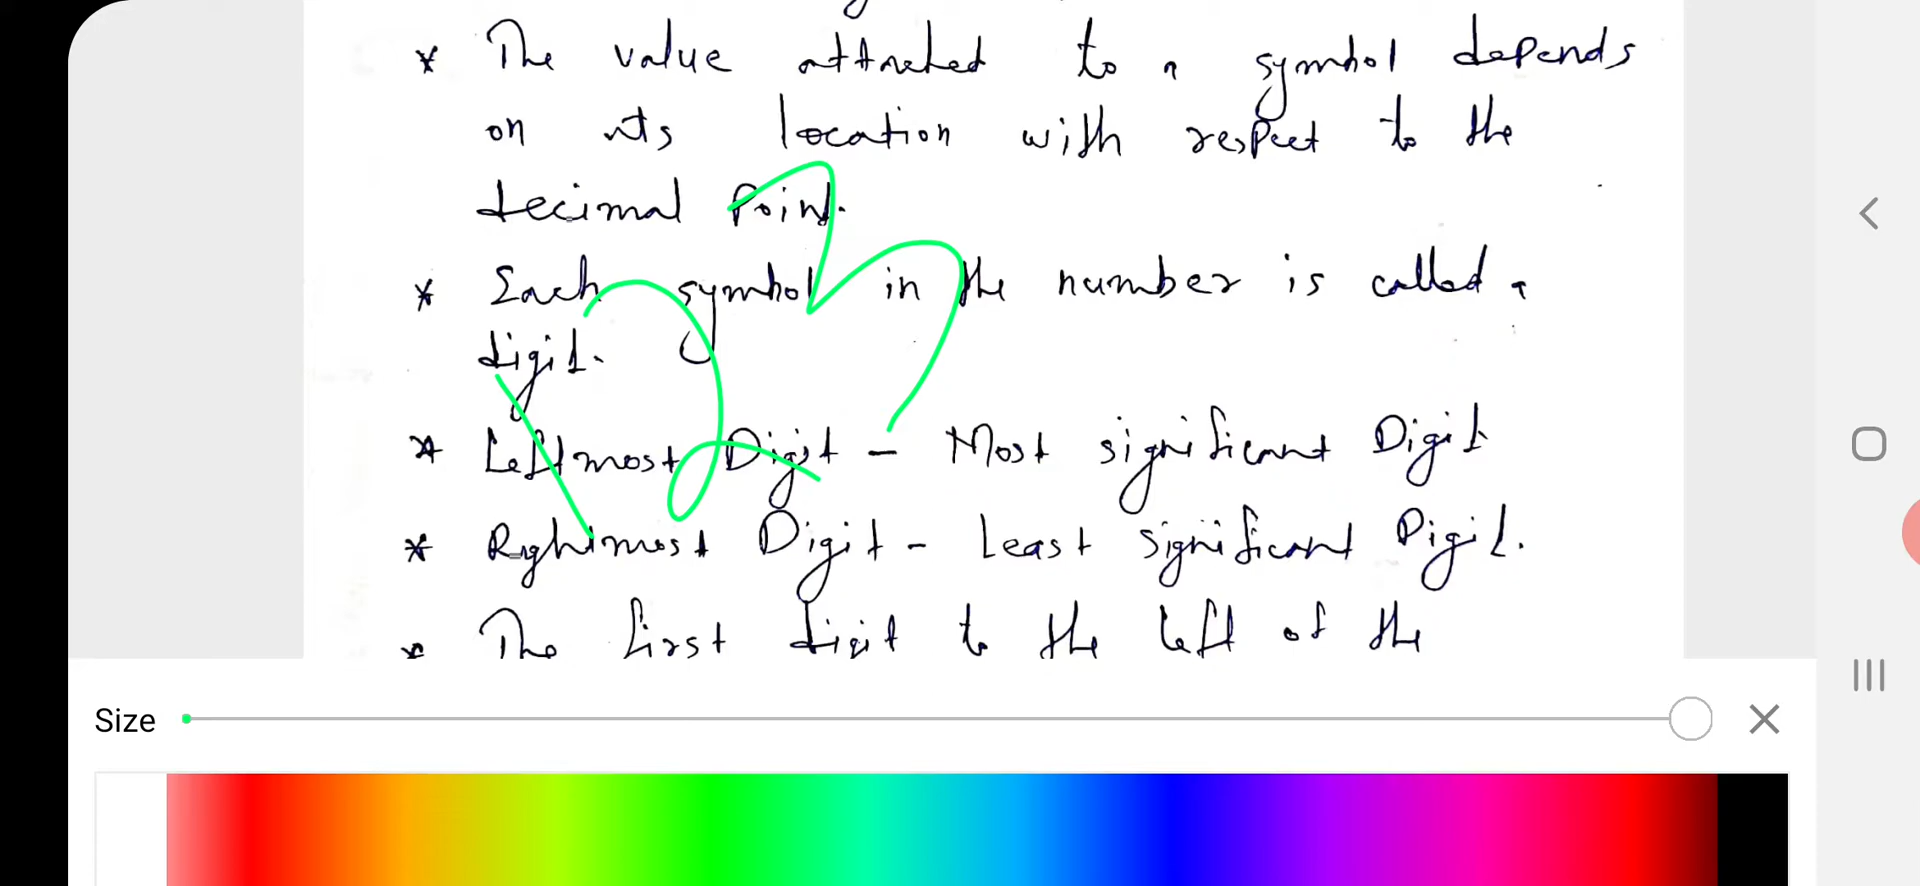 * The value attached to a symbol depends
on its location with respect to the
decimal point.
* Each symbol in the number is called a
digit.
* Leftmost Digit - Most significant Digit
* Rightmost Digit - Least significant Digit.
* The first digit to the left of the
Size